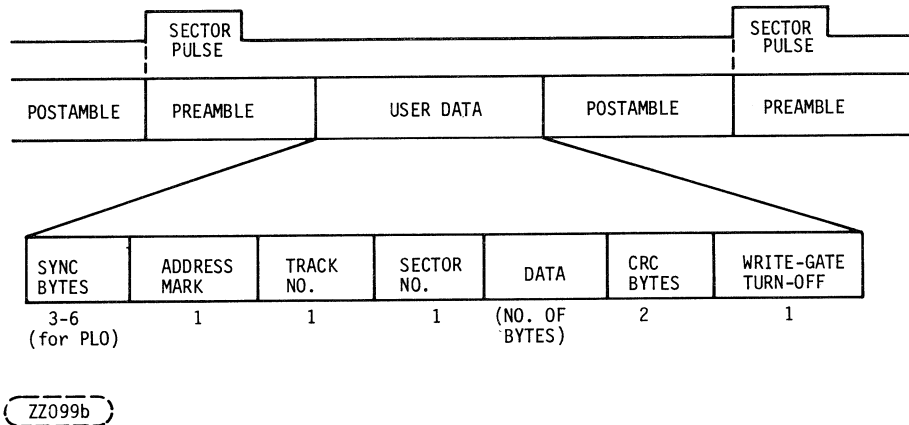 SECTOR
PULSE
SECTOR
PULSE
POSTAMBLE
PREAMBLE
USER DATA
POSTAMBLE
PREAMBLE
SYNC
BYTES
ADDRESS
MARK
TRACK
NO.
SECTOR
NO.
DATA
CRC
BYTES
WRITE-GATE
TURN-OFF
3-6
(for PLO)
1
1
1
(NO. OF
BYTES)
2
1
ZZ099b